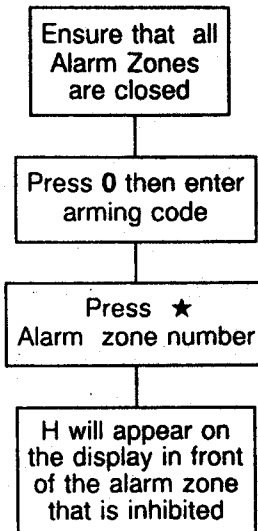 Ensure that all
Alarm Zones
are closed
Press 0 then enter
arming code
Press ★
Alarm zone number
H will appear on
the display in front
of the alarm zone
that is inhibited